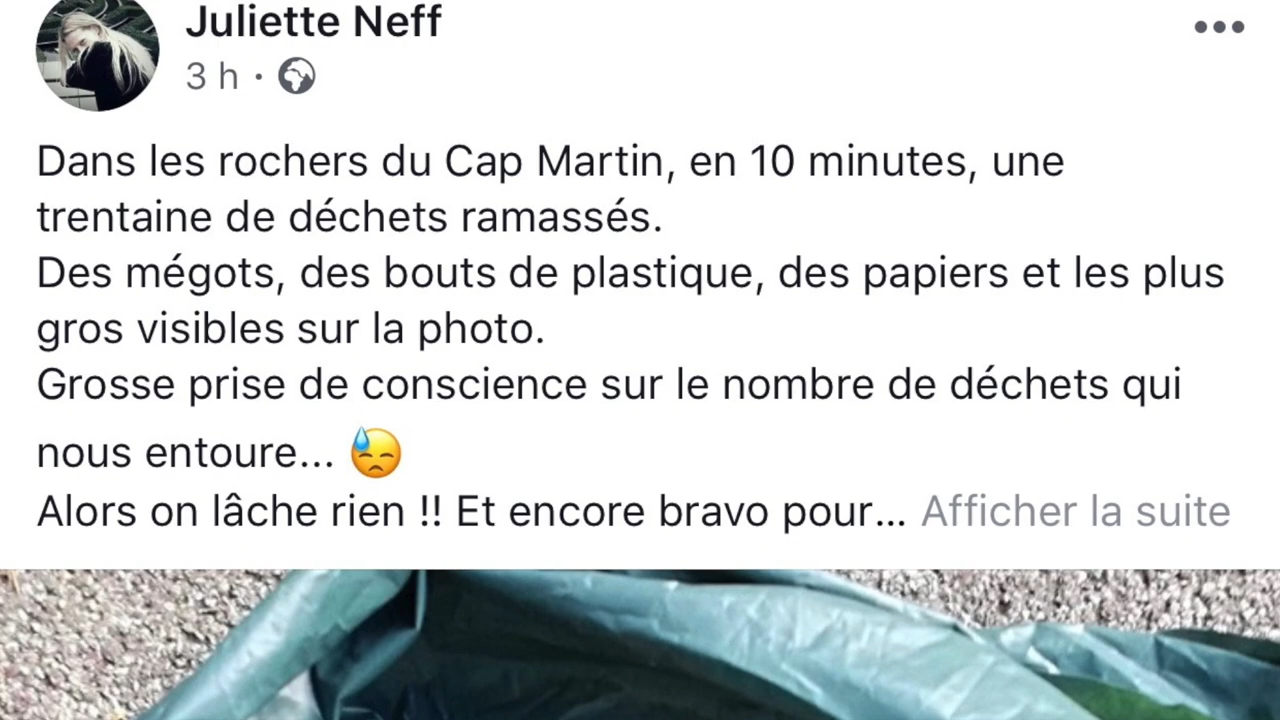 Juliette Neff
3 h ·
Dans les rochers du Cap Martin, en 10 minutes, une
trentaine de déchets ramassés.
Des mégots, des bouts de plastique, des papiers et les plus
gros visibles sur la photo.
Grosse prise de conscience sur le nombre de déchets qui
nous entoure... 😓
Alors on lâche rien !! Et encore bravo pour... Afficher la suite